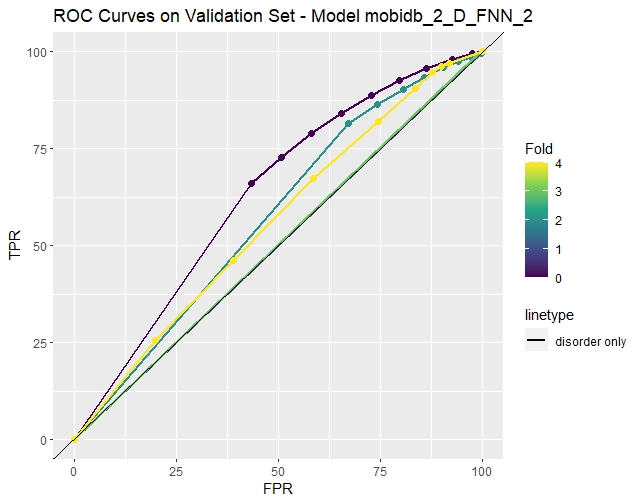 ROC Curves on Validation Set - Model mobidb_2_D_FNN_2
TPR
100
75
50
25
0
0 25 50 75 100
FPR
Fold
4
3
2
1
0
linetype
disorder only